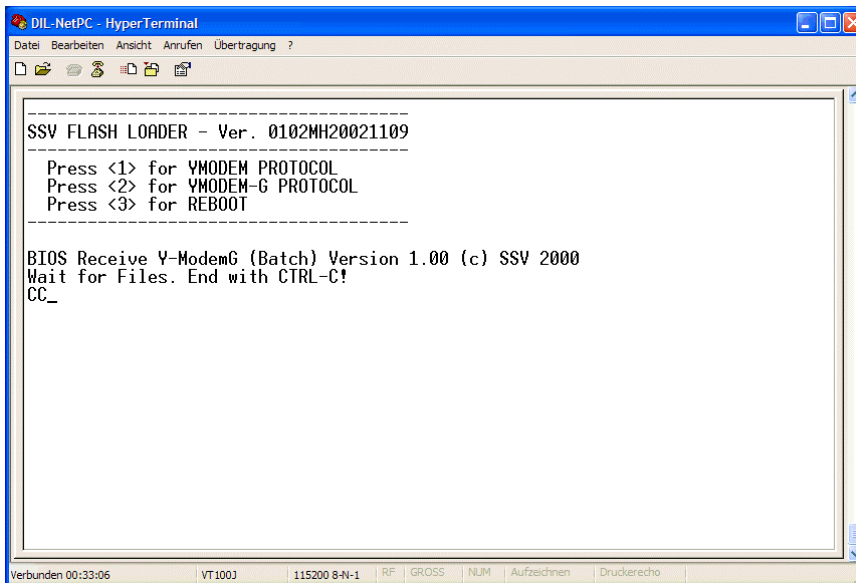 DIL-NetPC - HyperTerminal
Datei Bearbeiten Ansicht Anrufen Übertragung ?
----------------------------------------
SSV FLASH LOADER - Ver. 0102MH20021109
----------------------------------------
Press <1> for YMODEM PROTOCOL
Press <2> for YMODEM-G PROTOCOL
Press <3> for REBOOT
----------------------------------------
BIOS Receive Y-ModemG (Batch) Version 1.00 (c) SSV 2000
Wait for Files. End with CTRL-C!
CC_
Verbunden 00:33:06 VT100J 115200 8-N-1 RF GROSS NUM Aufzeichnen Druckerecho